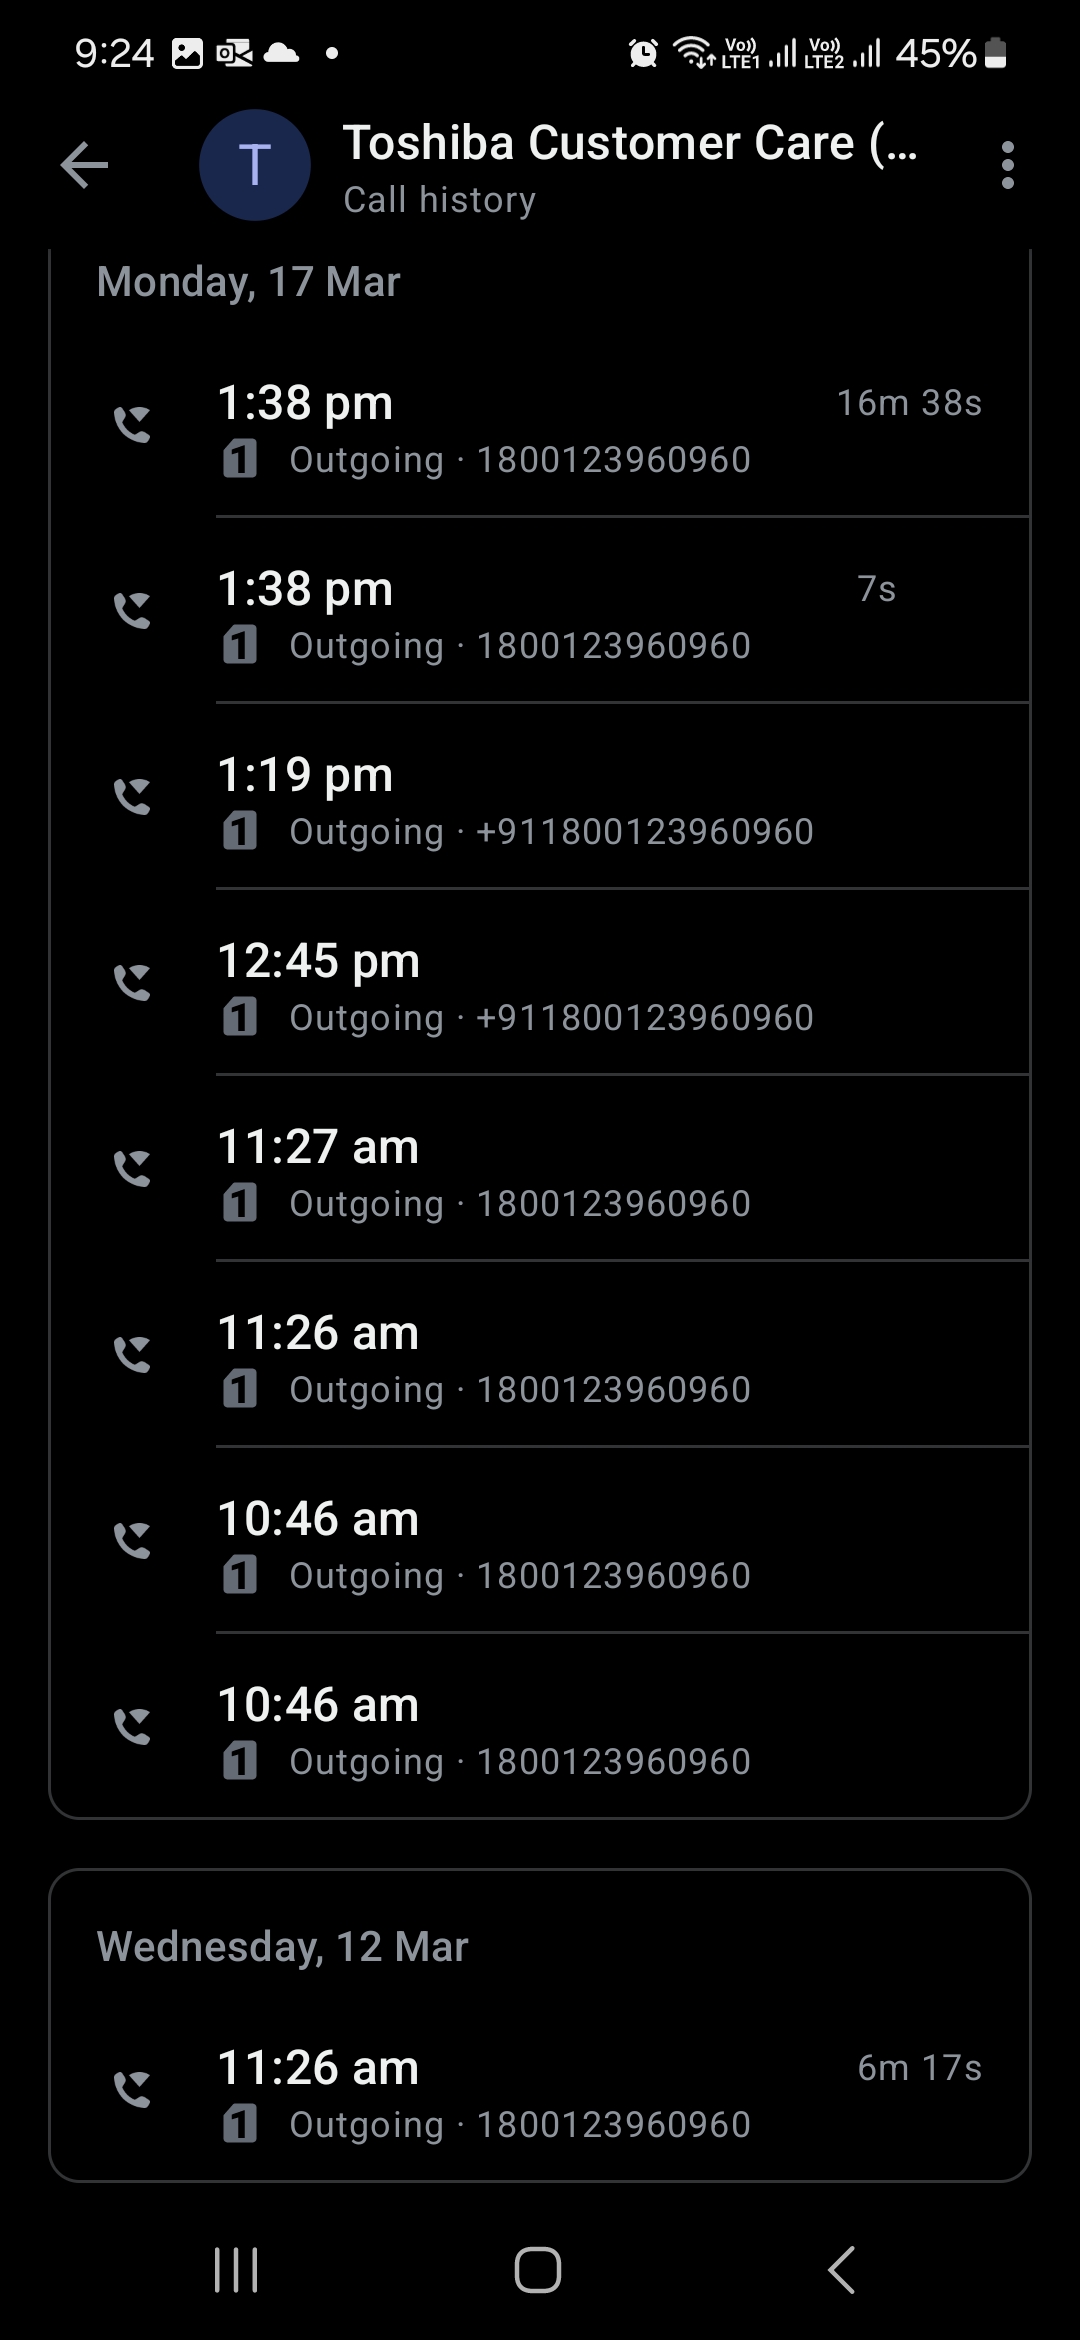 9:24 Vo)) LTE1 Vo)) LTE2 45%
T
Toshiba Customer Care (...
Call history
Monday, 17 Mar
1:38 pm 16m 38s
1 Outgoing · 1800123960960
1:38 pm 7s
1 Outgoing · 1800123960960
1:19 pm
1 Outgoing · +911800123960960
12:45 pm
1 Outgoing · +911800123960960
11:27 am
1 Outgoing · 1800123960960
11:26 am
1 Outgoing · 1800123960960
10:46 am
1 Outgoing · 1800123960960
10:46 am
1 Outgoing · 1800123960960
Wednesday, 12 Mar
11:26 am 6m 17s
1 Outgoing · 1800123960960